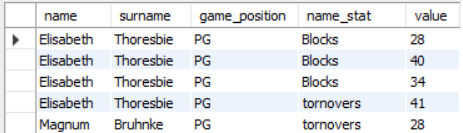 name surname game_position name_stat value
Elisabeth Thoresbie PG Blocks 28
Elisabeth Thoresbie PG Blocks 40
Elisabeth Thoresbie PG Blocks 34
Elisabeth Thoresbie PG tornovers 41
Magnum Bruhnke PG tornovers 28